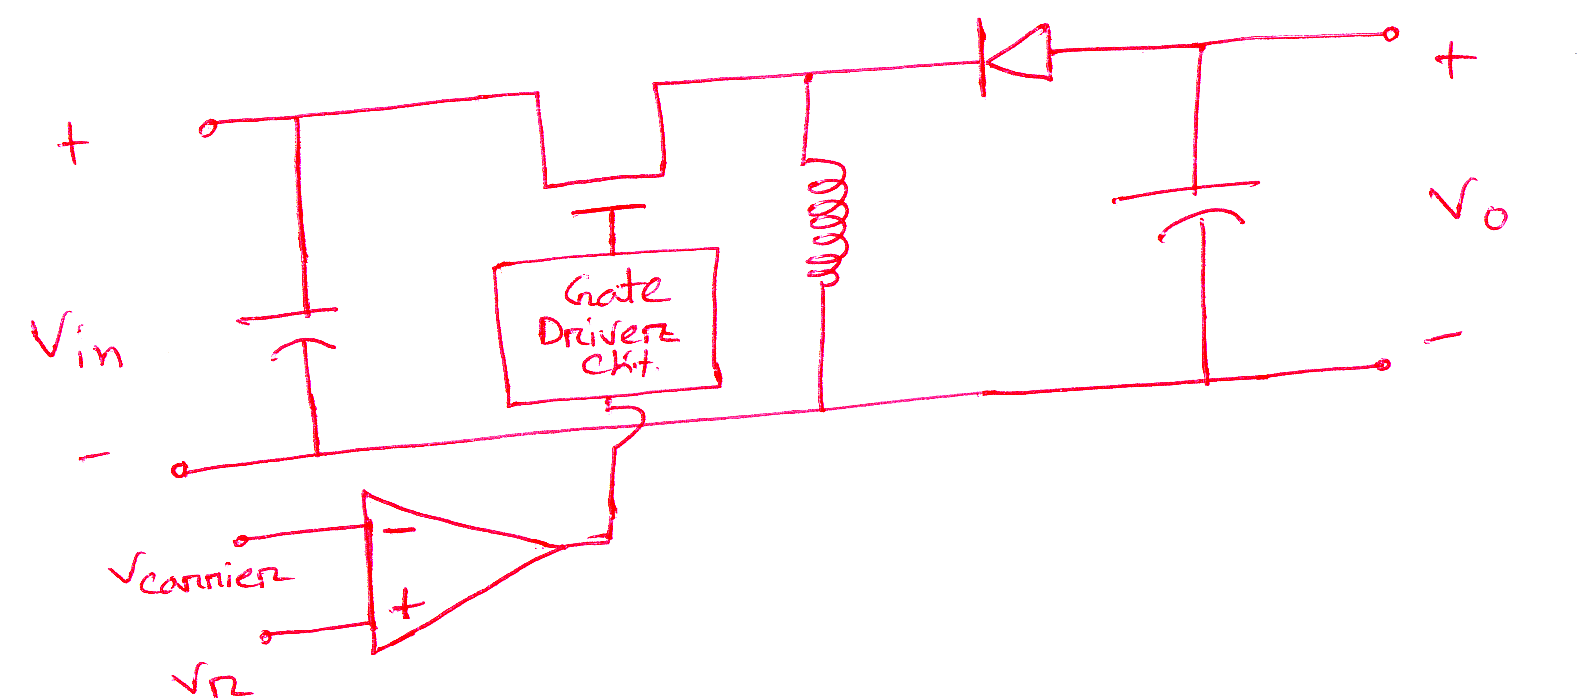 +
+
Vin
Gate
Driver
Ckt.
Vo
-
-
-
Vcarrier
+
Vr